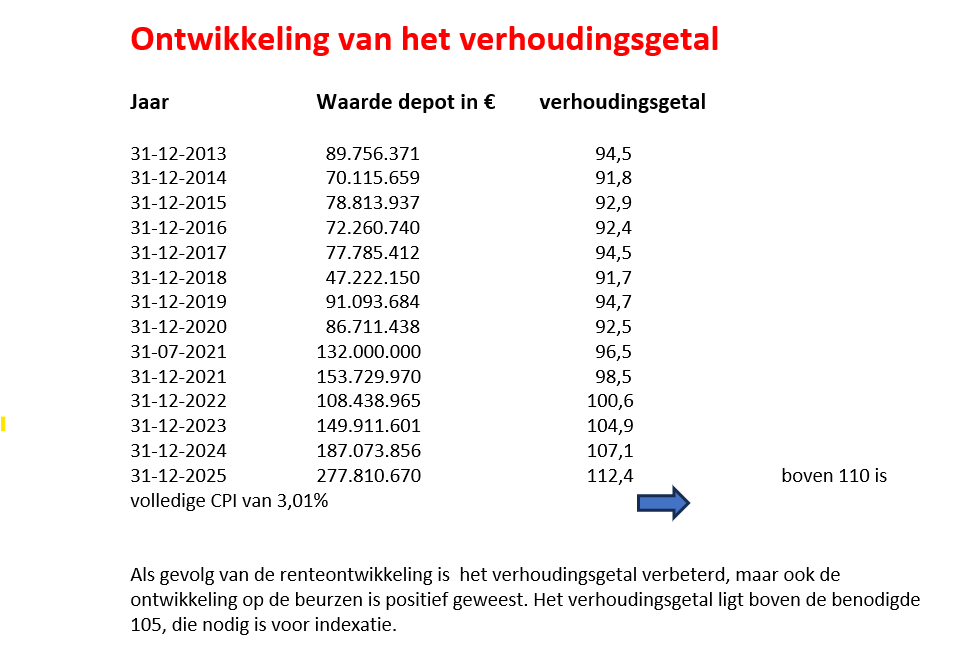 Ontwikkeling van het verhoudingsgetal
Jaar Waarde depot in € verhoudingsgetal
31-12-2013 89.756.371 94,5
31-12-2014 70.115.659 91,8
31-12-2015 78.813.937 92,9
31-12-2016 72.260.740 92,4
31-12-2017 77.785.412 94,5
31-12-2018 47.222.150 91,7
31-12-2019 91.093.684 94,7
31-12-2020 86.711.438 92,5
31-07-2021 132.000.000 96,5
31-12-2021 153.729.970 98,5
31-12-2022 108.438.965 100,6
31-12-2023 149.911.601 104,9
31-12-2024 187.073.856 107,1
31-12-2025 277.810.670 112,4 boven 110 is
volledige CPI van 3,01%
Als gevolg van de renteontwikkeling is  het verhoudingsgetal verbeterd, maar ook de
ontwikkeling op de beurzen is positief geweest. Het verhoudingsgetal ligt boven de benodigde
105, die nodig is voor indexatie.